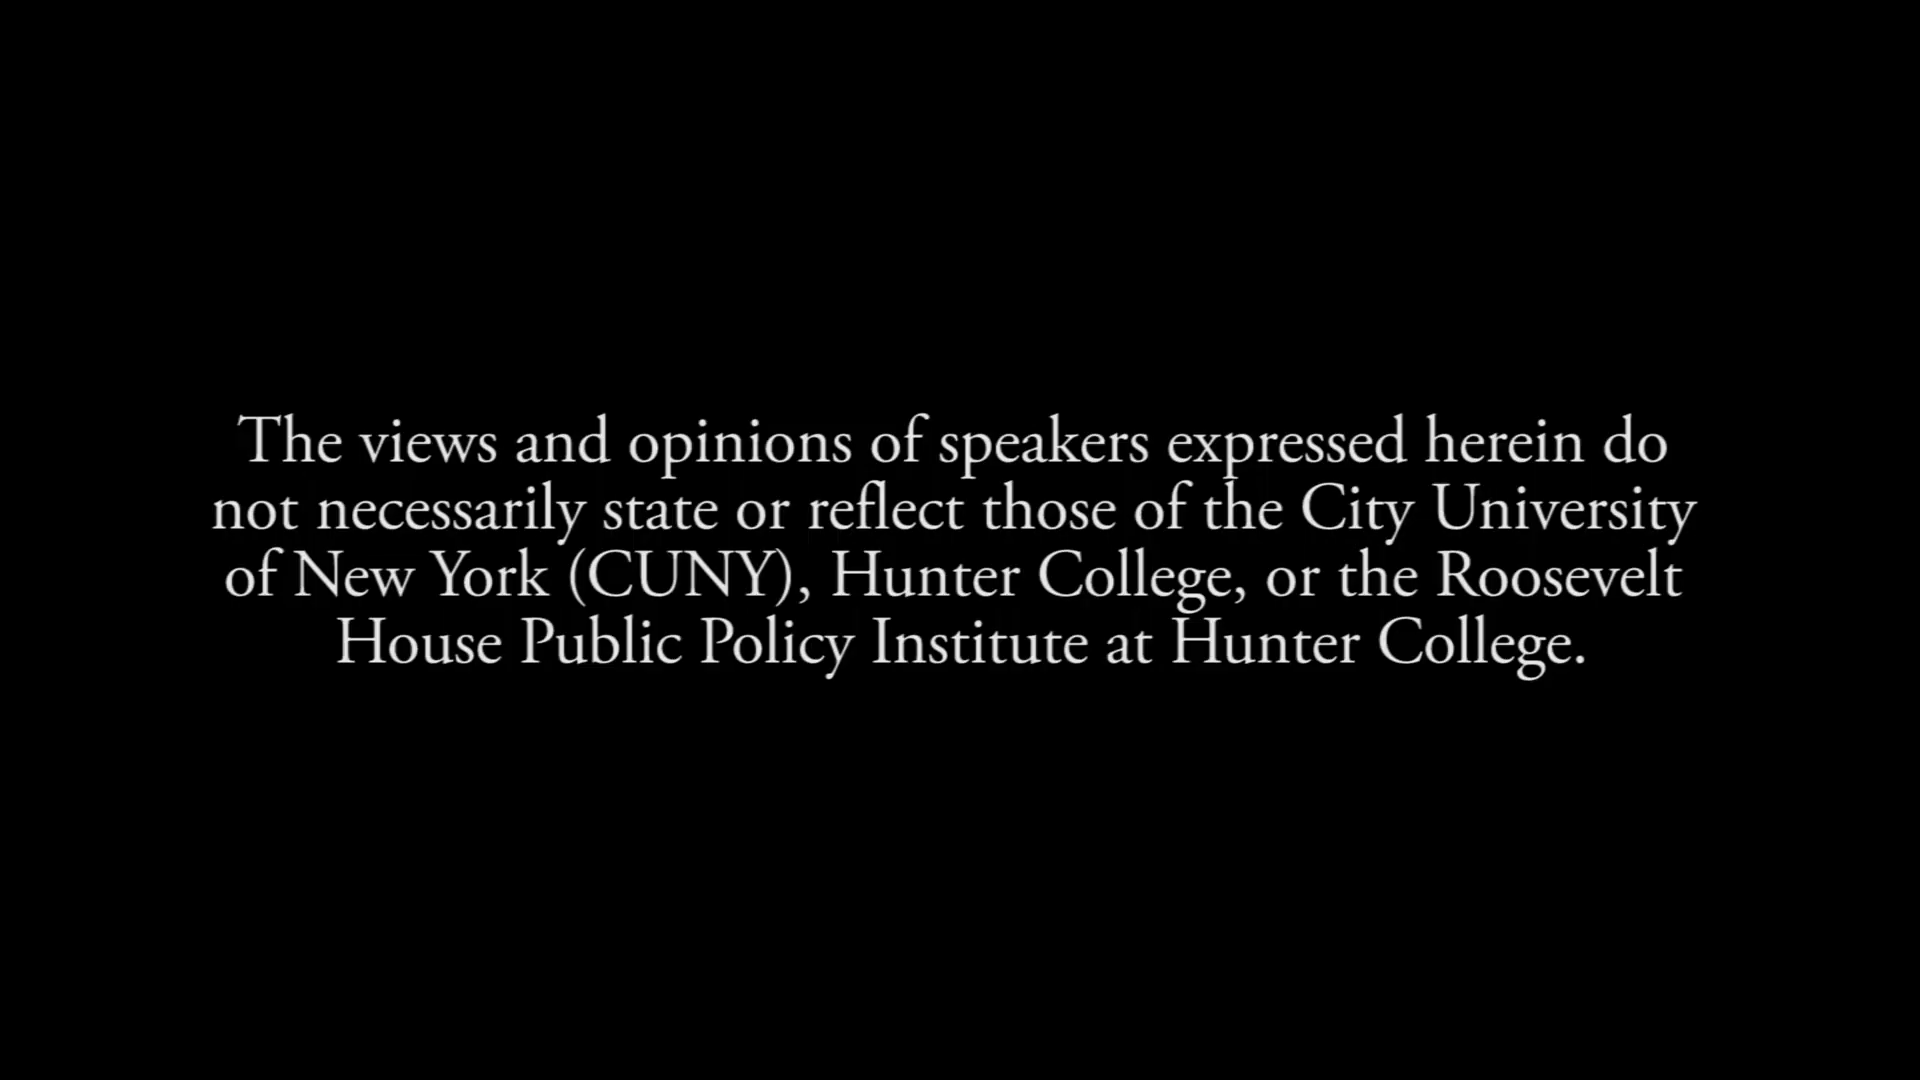 The views and opinions of speakers expressed herein do
not necessarily state or reflect those of the City University
of New York (CUNY), Hunter College, or the Roosevelt
House Public Policy Institute at Hunter College.